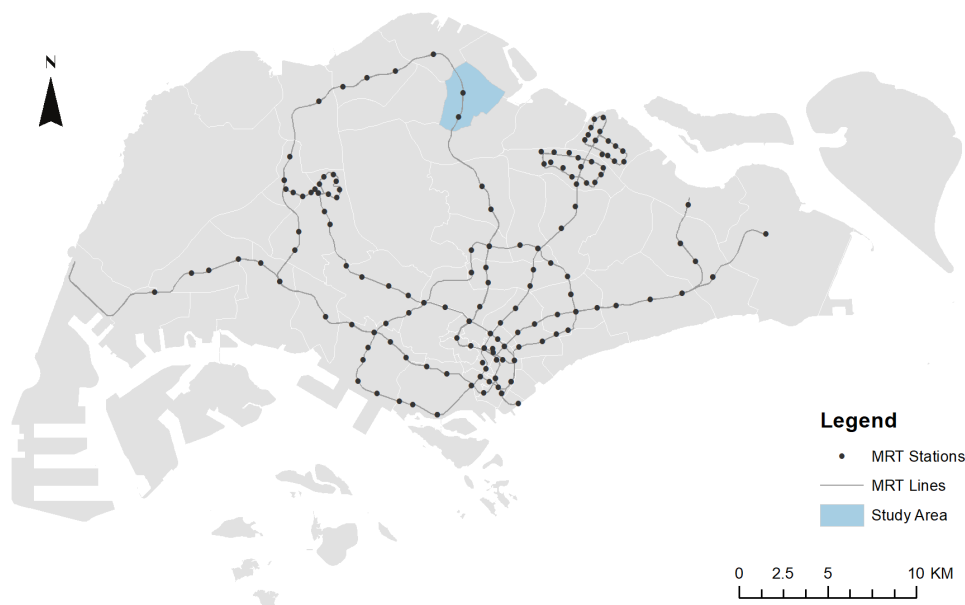 N
Legend
MRT Stations
MRT Lines
Study Area
0 2.5 5 10 KM